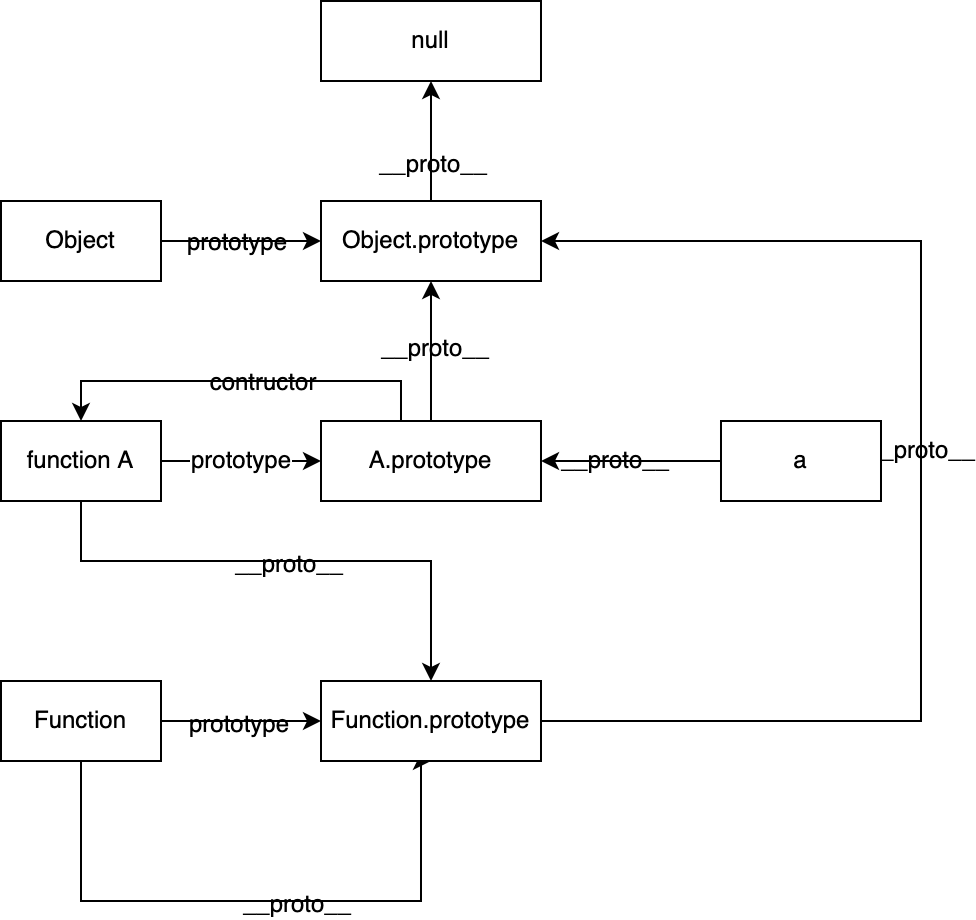 null
__proto__
Object
prototype
Object.prototype
__proto__
contructor
function A
prototype
A.prototype
__proto__
a
_proto__
__proto__
Function
prototype
Function.prototype
__proto__